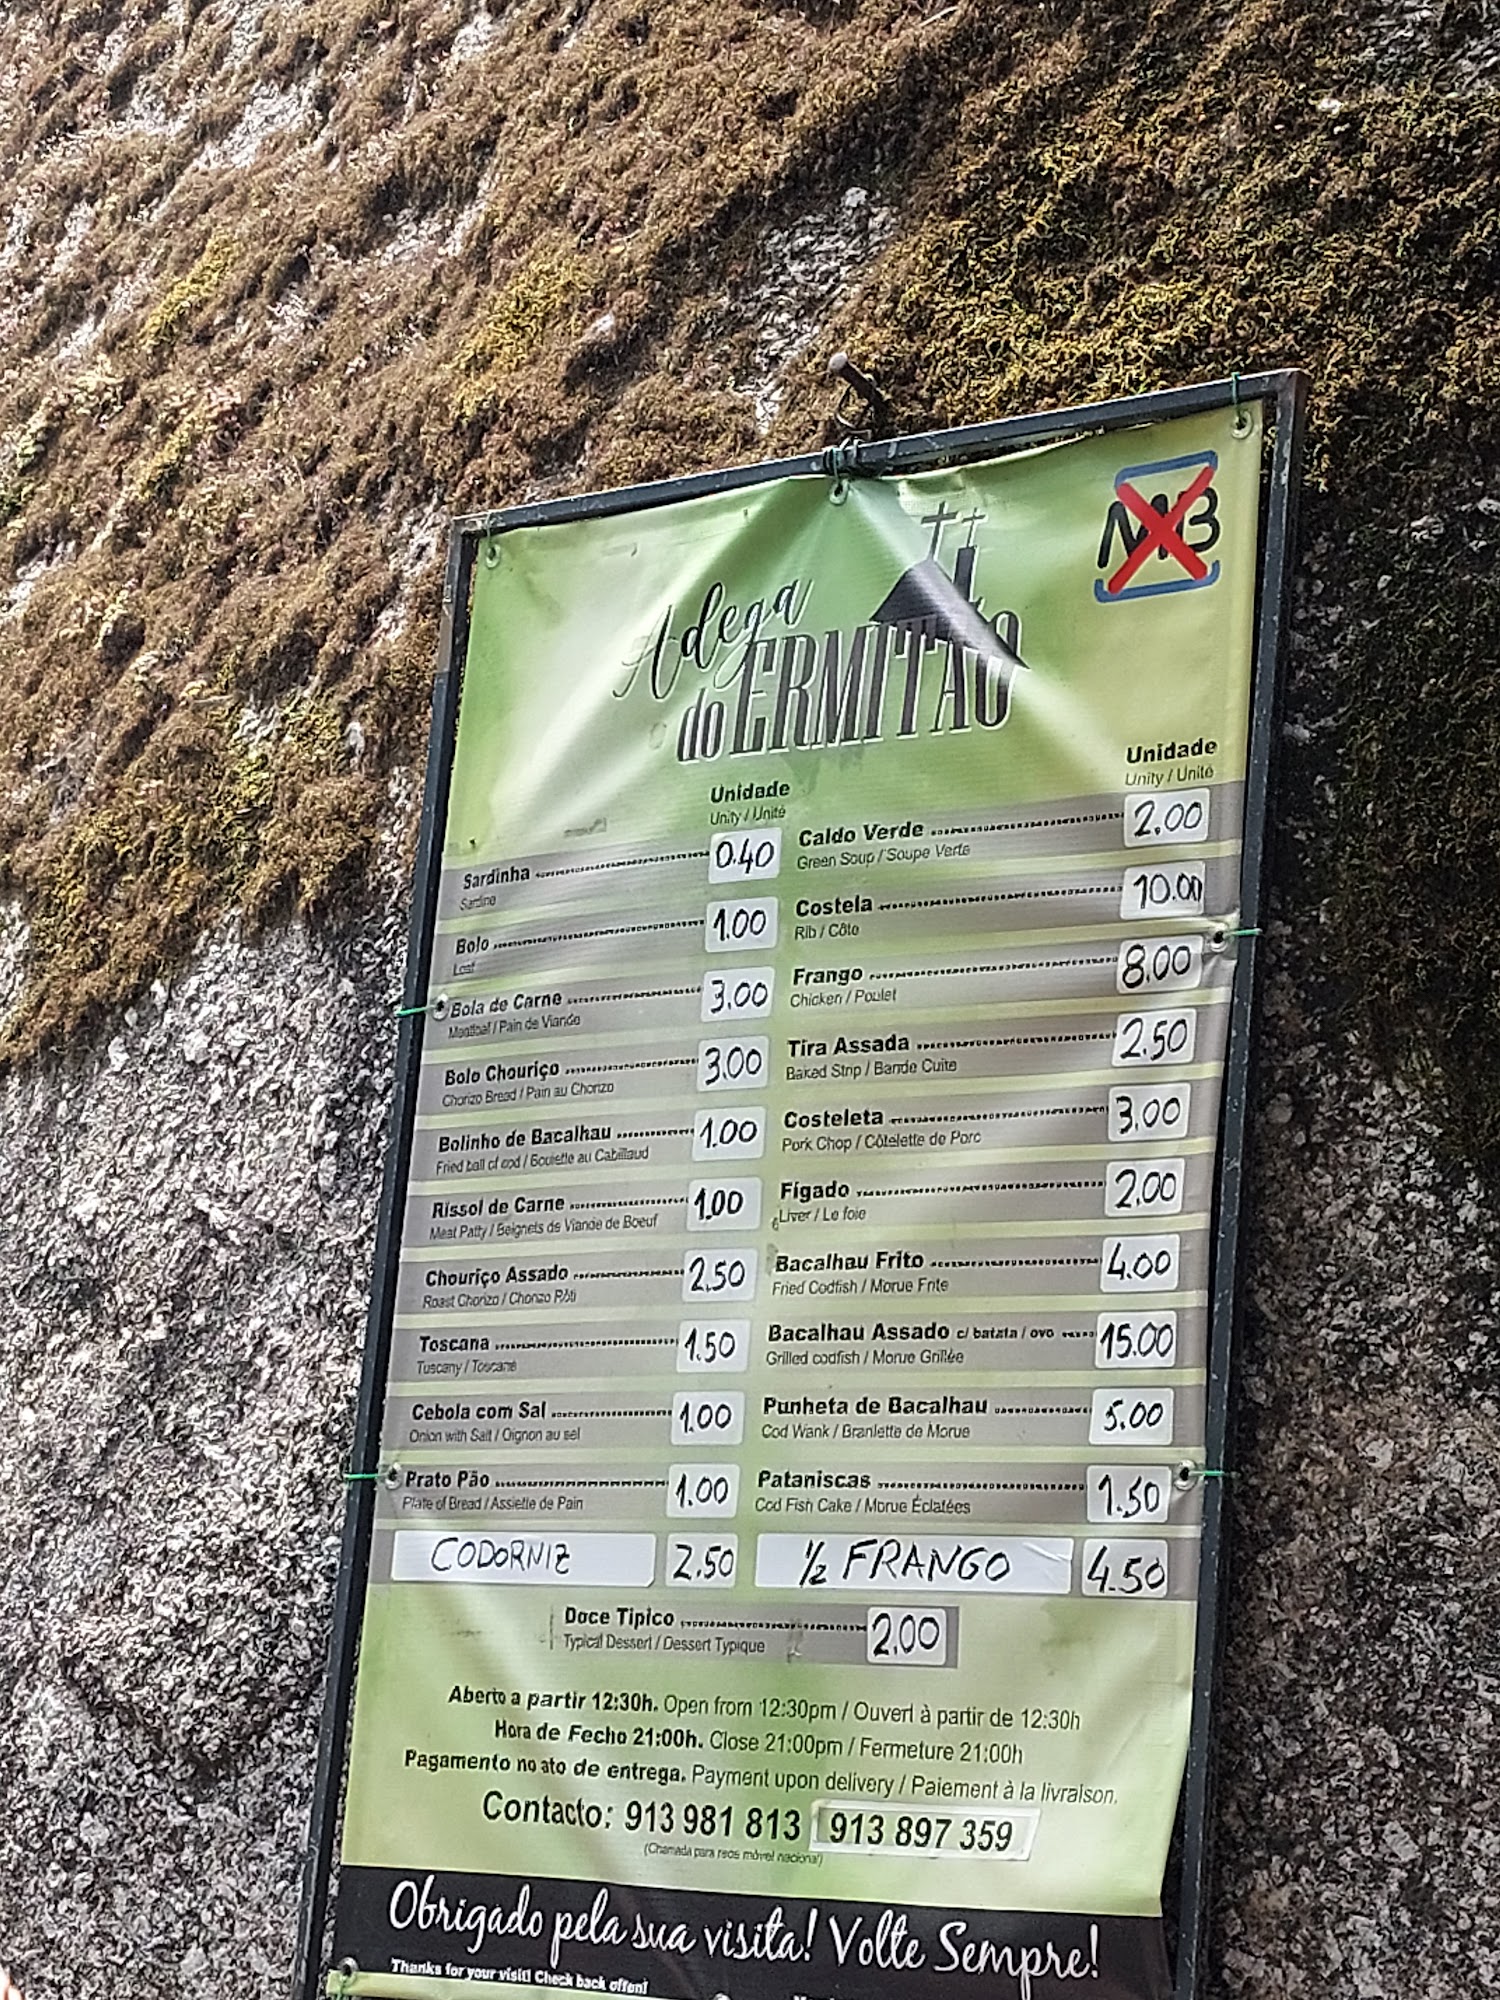 MB
Adega
do ERMITÃO
Unidade
Unity / Unité
Sardinha 0.40
Sardine
Bolo 1.00
Loaf
Bola de Carne 3.00
Meatloaf / Pain de Viande
Bolo Chouriço 3.00
Chorizo Bread / Pain au Chorizo
Bolinho de Bacalhau 1.00
Fried ball of cod / Boulette au Cabillaud
Rissol de Carne 1.00
Meat Patty / Beignets de Viande de Boeuf
Chouriço Assado 2.50
Roast Chorizo / Chorizo Rôti
Toscana 1.50
Tuscany / Toscane
Cebola com Sal 1.00
Onion with Salt / Oignon au sel
Prato Pão 1.00
Plate of Bread / Assiette de Pain
CODORNIZ 2.50
Unidade
Unity / Unité
Caldo Verde 2.00
Green Soup / Soupe Verte
Costela 10.00
Rib / Côte
Frango 8.00
Chicken / Poulet
Tira Assada 2.50
Baked Strip / Bande Cuite
Costeleta 3.00
Pork Chop / Côtelette de Porc
Fígado 2.00
Liver / Le foie
Bacalhau Frito 4.00
Fried Codfish / Morue Frite
Bacalhau Assado c/ batata / ovo 15.00
Grilled codfish / Morue Grillée
Punheta de Bacalhau 5.00
Cod Wank / Branlette de Morue
Pataniscas 1.50
Cod Fish Cake / Morue Éclatées
1/2 FRANGO 4.50
Doce Tipico 2.00
Typical Dessert / Dessert Typique
Aberto a partir 12:30h. Open from 12:30pm / Ouvert à partir de 12:30h
Hora de Fecho 21:00h. Close 21:00pm / Fermeture 21:00h
Pagamento no ato de entrega. Payment upon delivery / Paiement à la livraison.
Contacto: 913 981 813 913 897 359
(Chamada para rede móvel nacional)
Obrigado pela sua visita! Volte Sempre!
Thanks for your visit! Check back often!